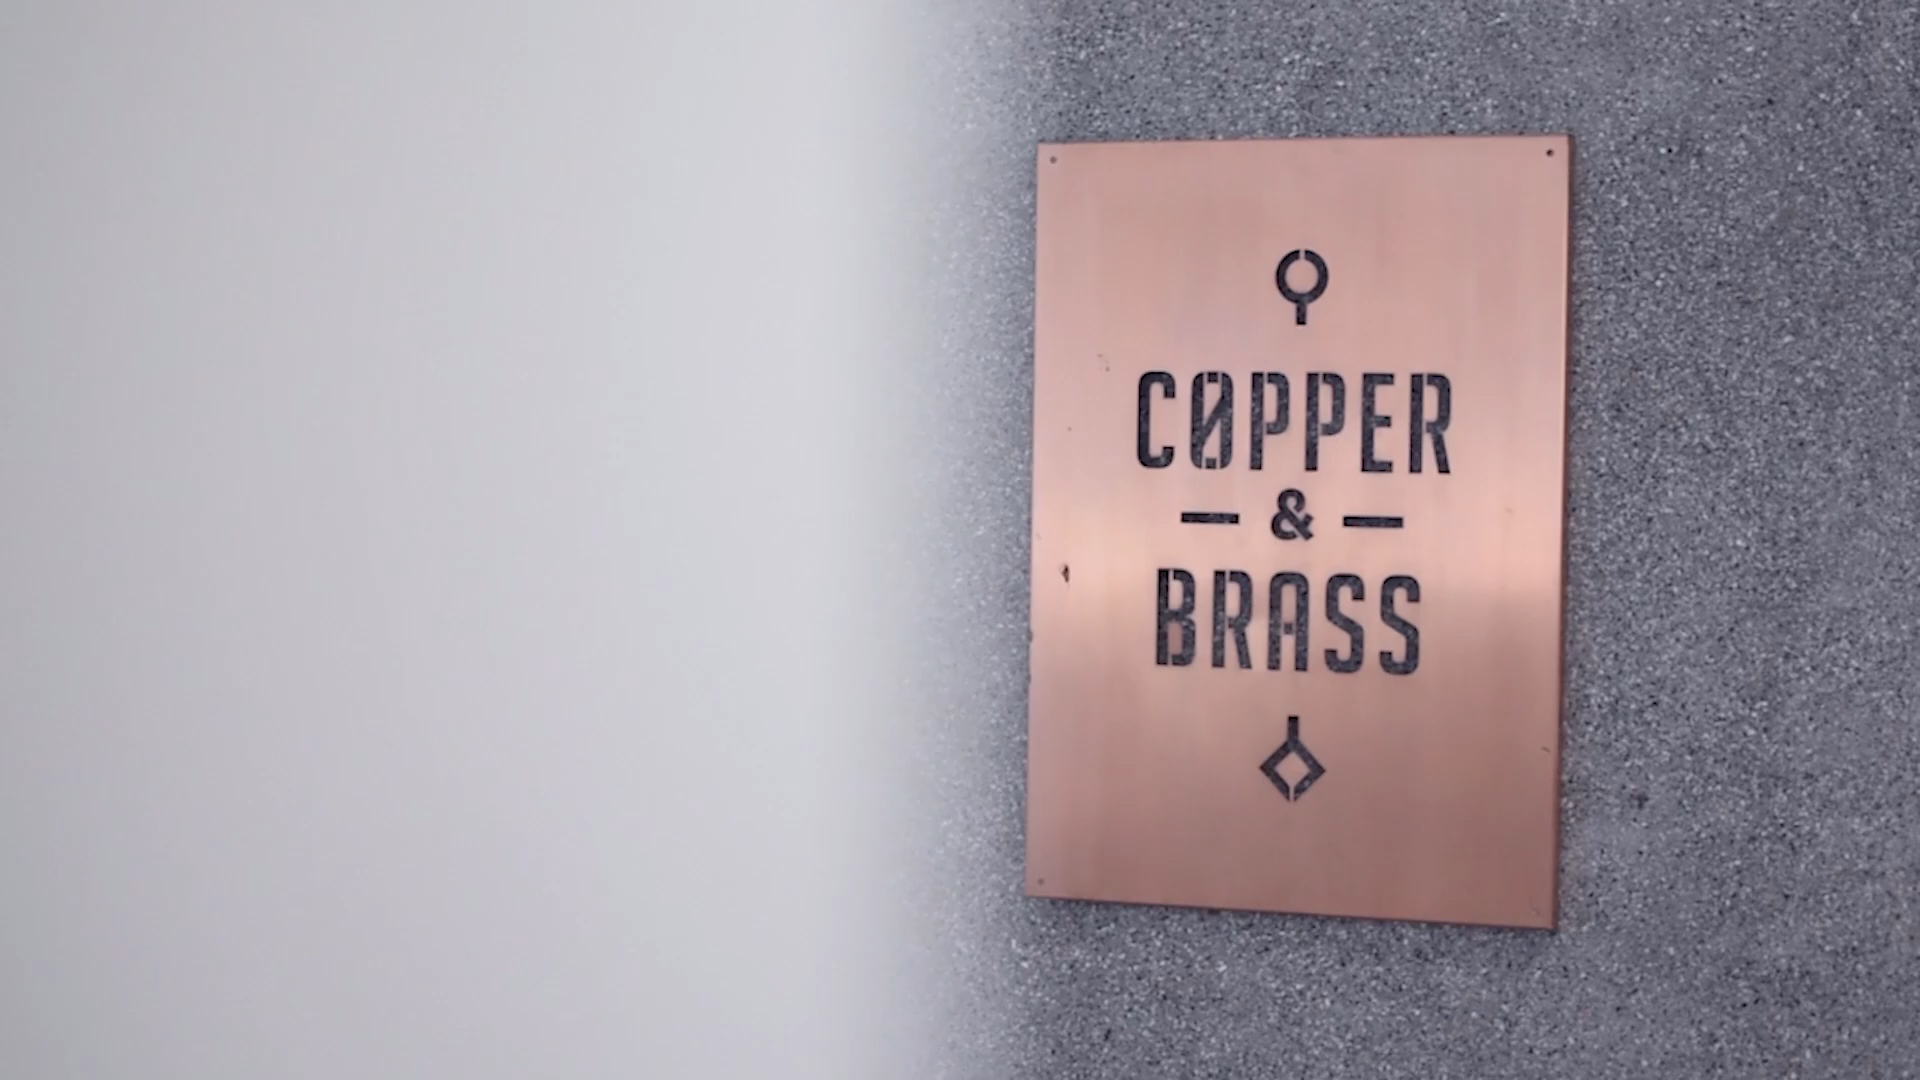 CØPPER
— & —
BRASS